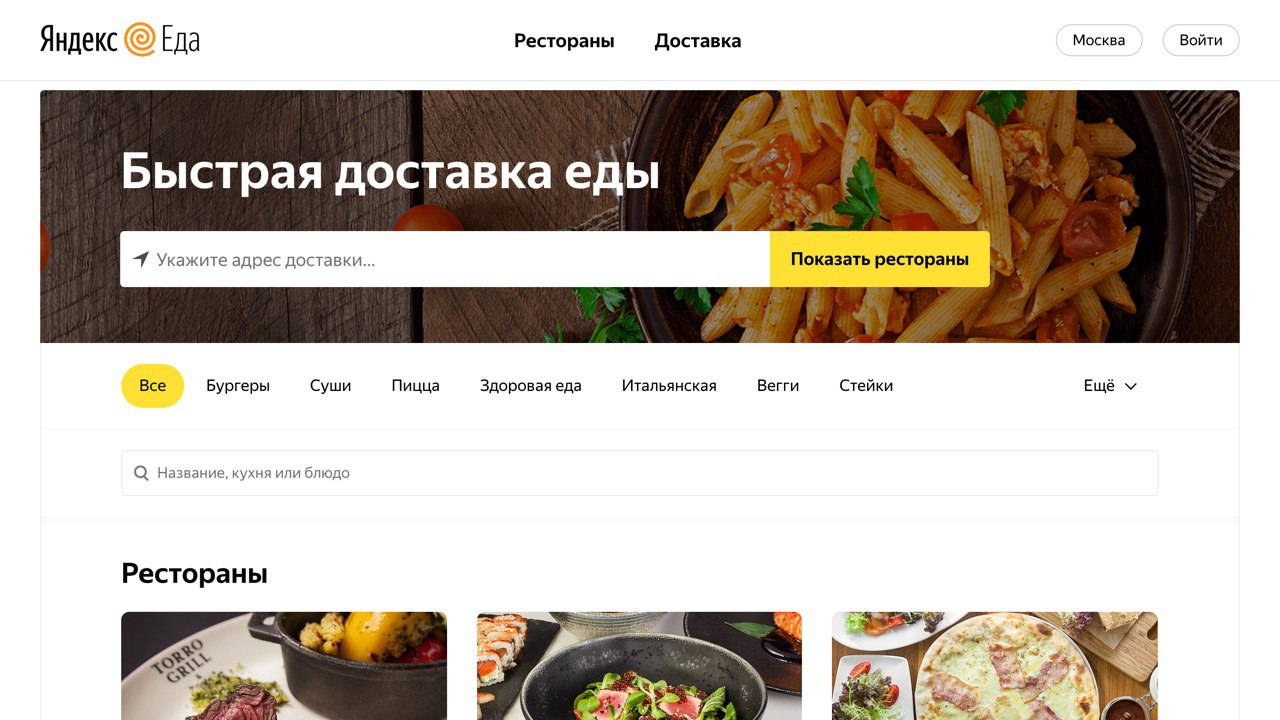 Яндекс Еда
Рестораны
Доставка
Москва
Войти
Быстрая доставка еды
Укажите адрес доставки...
Показать рестораны
Все
Бургеры
Суши
Пицца
Здоровая еда
Итальянская
Вегги
Стейки
Ещё
Название, кухня или блюдо
Рестораны
TORRO
GRILL